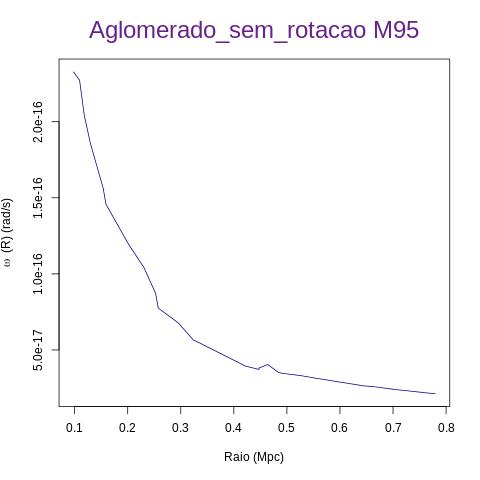 Aglomerado_sem_rotacao M95
ω (R) (rad/s)
2.0e-16
1.5e-16
1.0e-16
5.0e-17
0.1 0.2 0.3 0.4 0.5 0.6 0.7 0.8
Raio (Mpc)